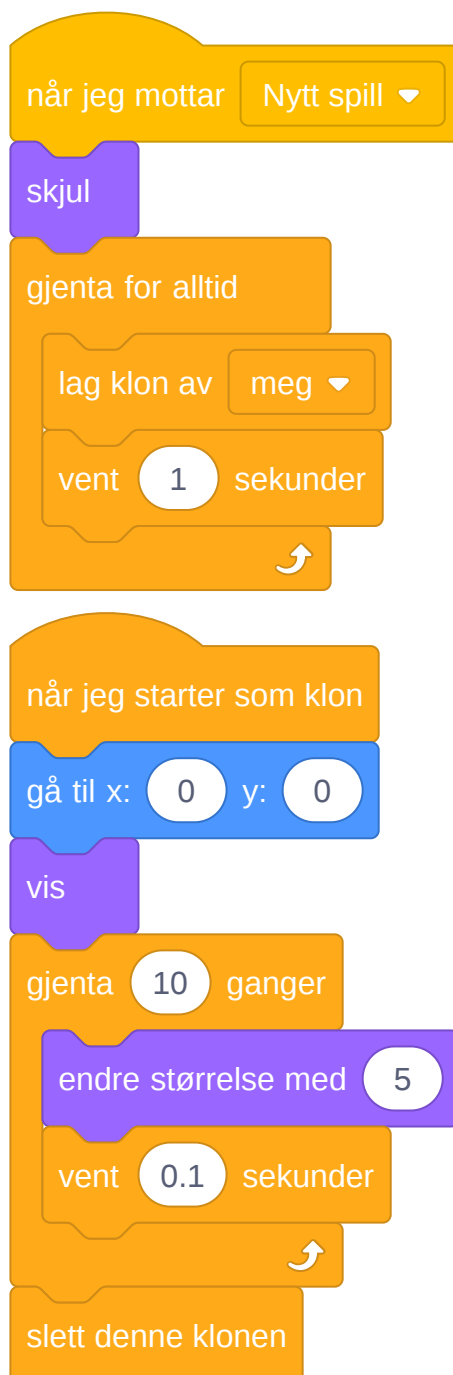 når jeg mottar Nytt spill
skjul
gjenta for alltid
lag klon av meg
vent 1 sekunder
når jeg starter som klon
gå til x: 0 y: 0
vis
gjenta 10 ganger
endre størrelse med 5
vent 0.1 sekunder
slett denne klonen